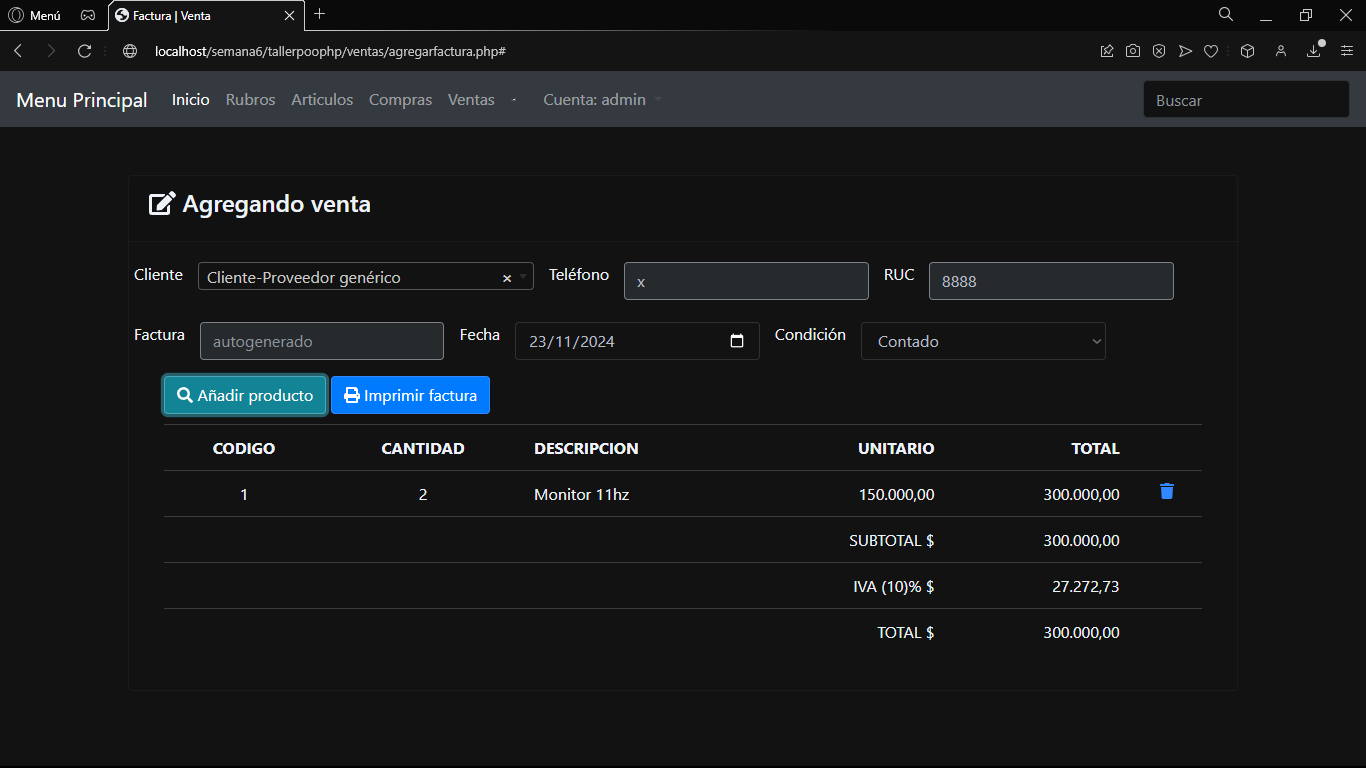 Menú
Factura | Venta
localhost/semana6/tallerpoophp/ventas/agregarfactura.php#
Menu Principal Inicio Rubros Articulos Compras Ventas - Cuenta: admin Buscar
Agregando venta
Cliente Cliente-Proveedor genérico × Teléfono x RUC 8888
Factura autogenerado Fecha 23/11/2024 Condición Contado
Añadir producto Imprimir factura
CODIGO CANTIDAD DESCRIPCION UNITARIO TOTAL
1 2 Monitor 11hz 150.000,00 300.000,00
SUBTOTAL $ 300.000,00
IVA (10)% $ 27.272,73
TOTAL $ 300.000,00